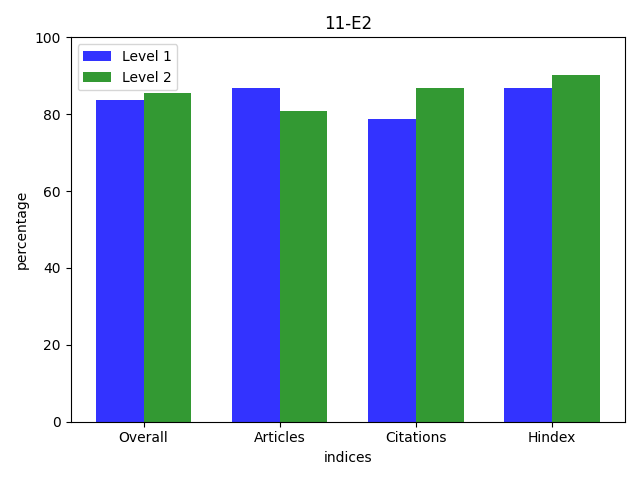 11-E2
Level 1
Level 2
100
80
60
40
20
0
percentage
Overall Articles Citations Hindex
indices